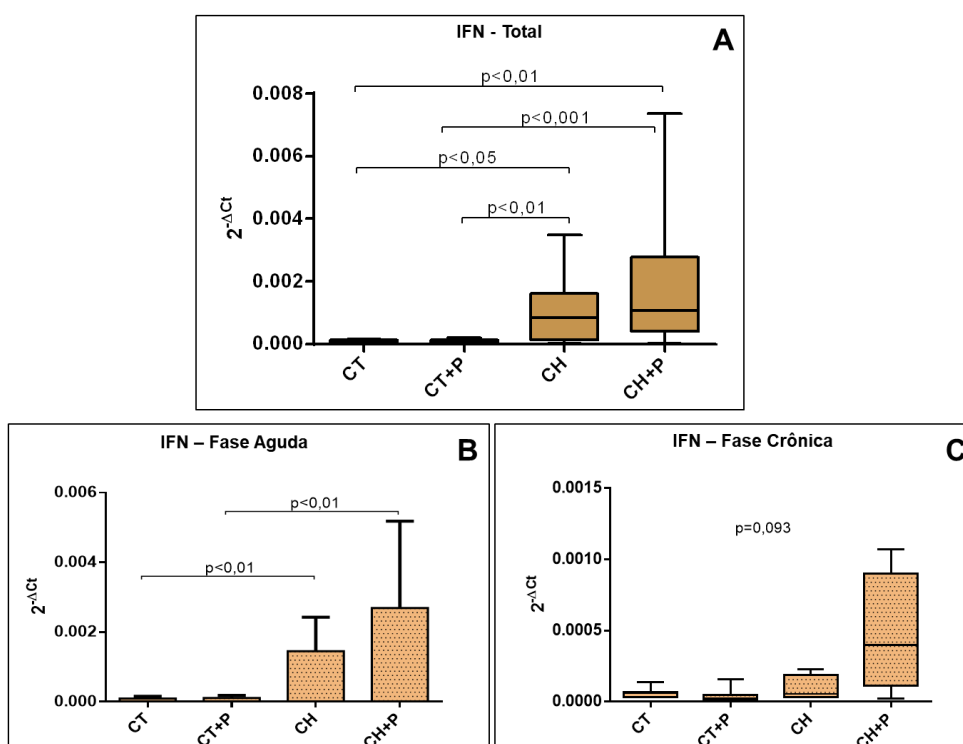 IFN - Total
A
p<0,01
p<0,001
p<0,05
p<0,01
0.008
0.006
0.004
0.002
0.000
2-ΔCt
CT
CT+P
CH
CH+P
IFN – Fase Aguda
B
p<0,01
p<0,01
0.006
0.004
0.002
0.000
2-ΔCt
CT
CT+P
CH
CH+P
IFN – Fase Crônica
C
p=0,093
0.0015
0.0010
0.0005
0.0000
2-ΔCt
CT
CT+P
CH
CH+P